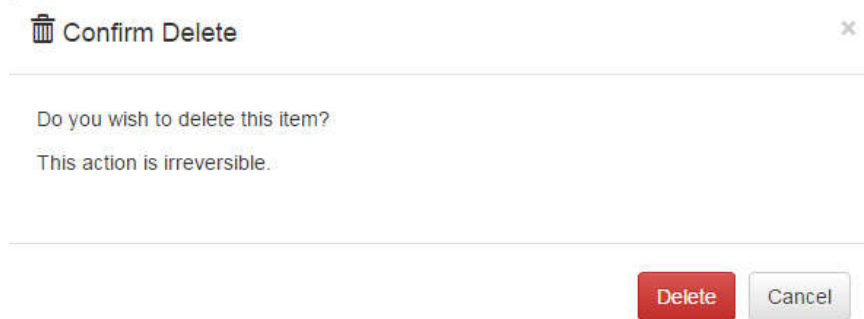 Confirm Delete
×
Do you wish to delete this item?
This action is irreversible.
Delete Cancel